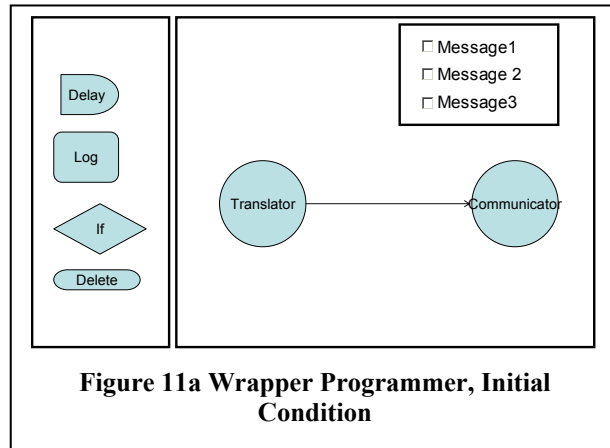 Delay
Log
If
Delete
Message1
Message 2
Message3
Translator
Communicator
Figure 11a Wrapper Programmer, Initial
Condition